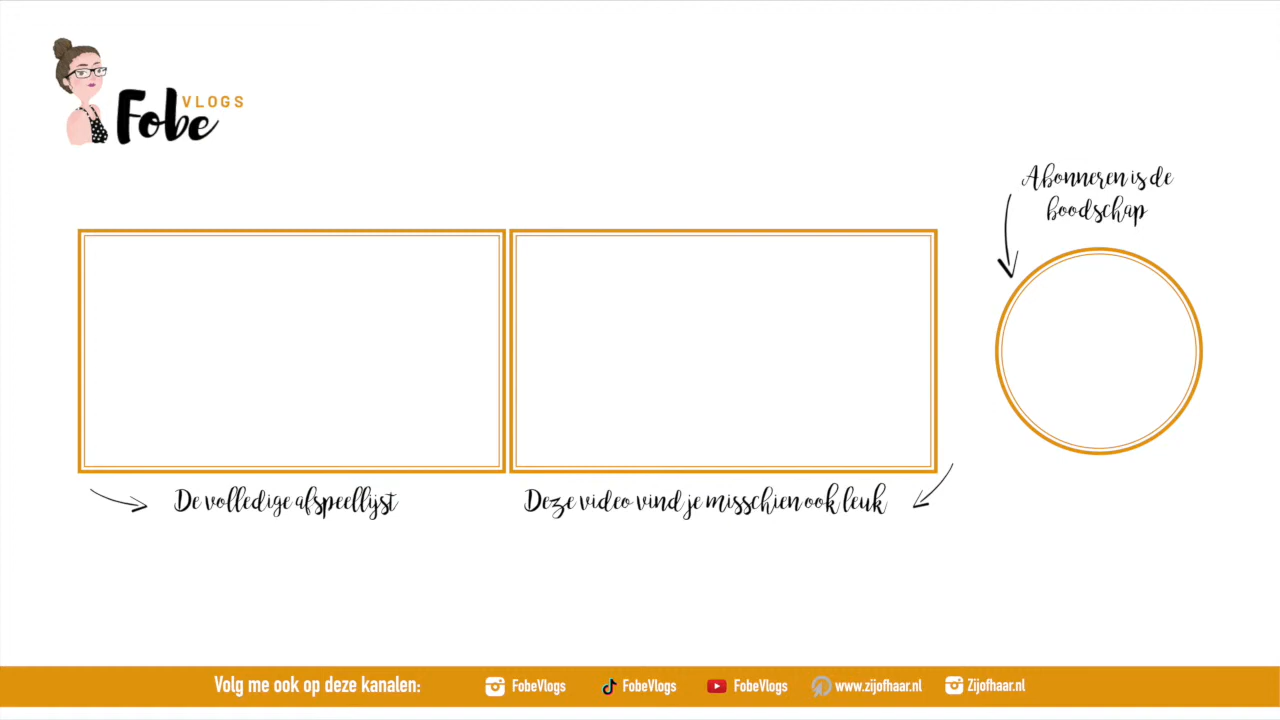 VLOGS
Fobe
Abonneren is de
boodschap
De volledige afspeellijst
Deze video vind je misschien ook leuk
Volg me ook op deze kanalen:
FobeVlogs
FobeVlogs
FobeVlogs
www.zijofhaar.nl
Zijofhaar.nl